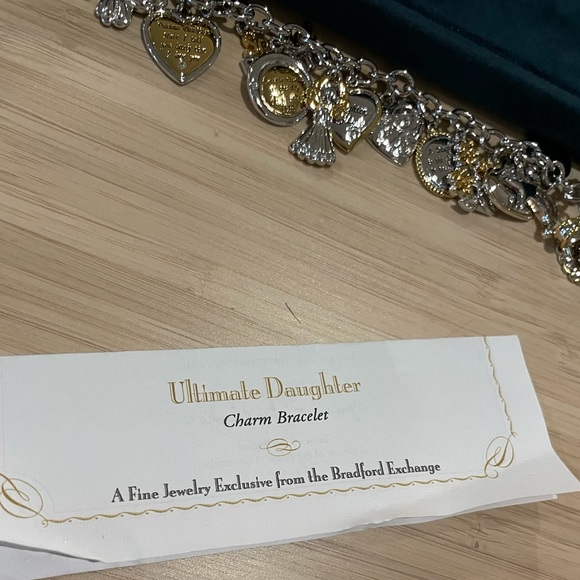 Ultimate Daughter
Charm Bracelet
A Fine Jewelry Exclusive from the Bradford Exchange